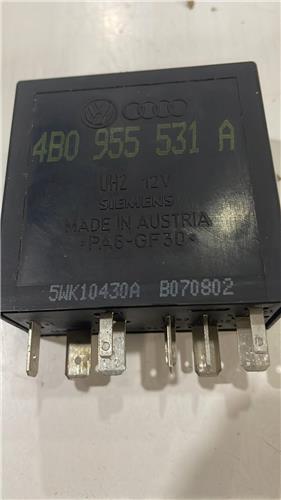 4B0 955 531 A
UH2 12V
SIEMENS
MADE IN AUSTRIA
>PA6-GF30<
5WK10430A B070802